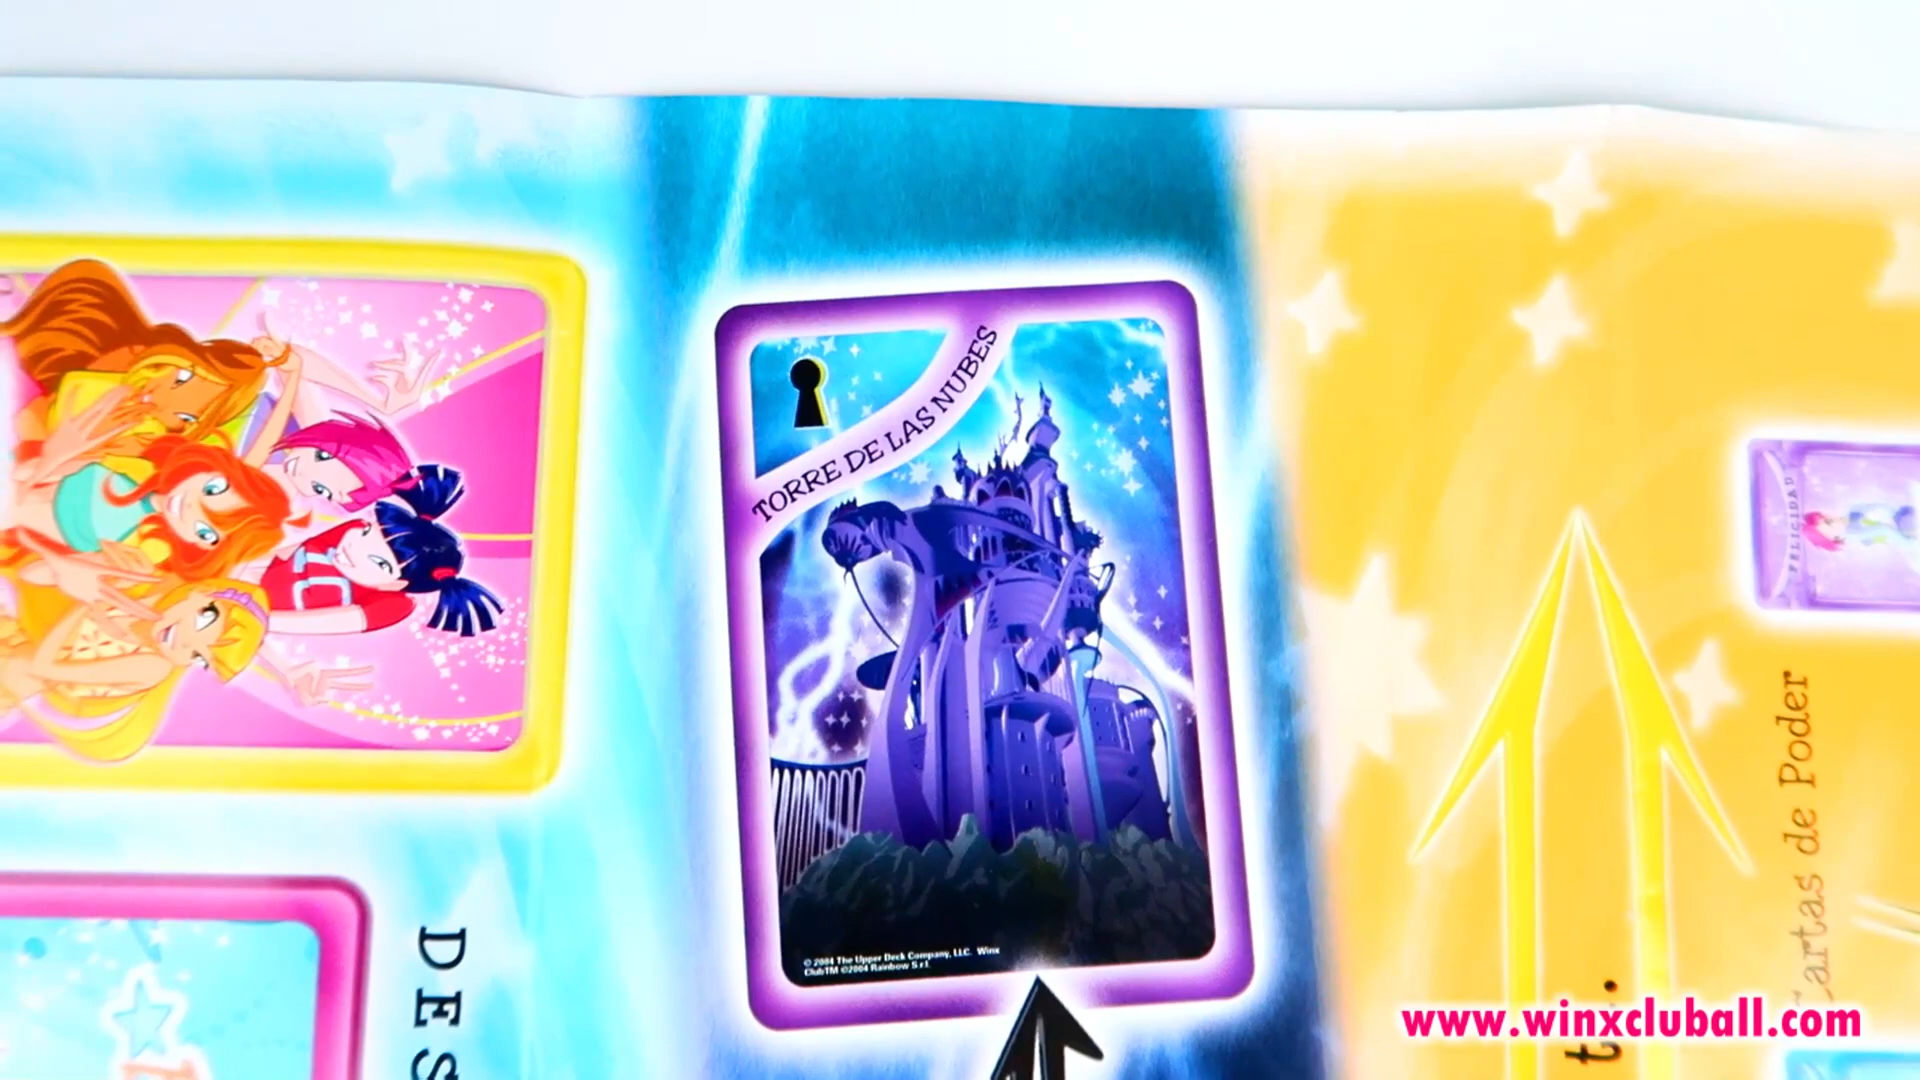 TORRE DE LAS NUBES
© 2004 The Upper Deck Company, LLC. Winx
ClubTM ©2004 Rainbow S.r.l.
DES
FELICIDAD
Cartas de Poder
www.winxcluball.com